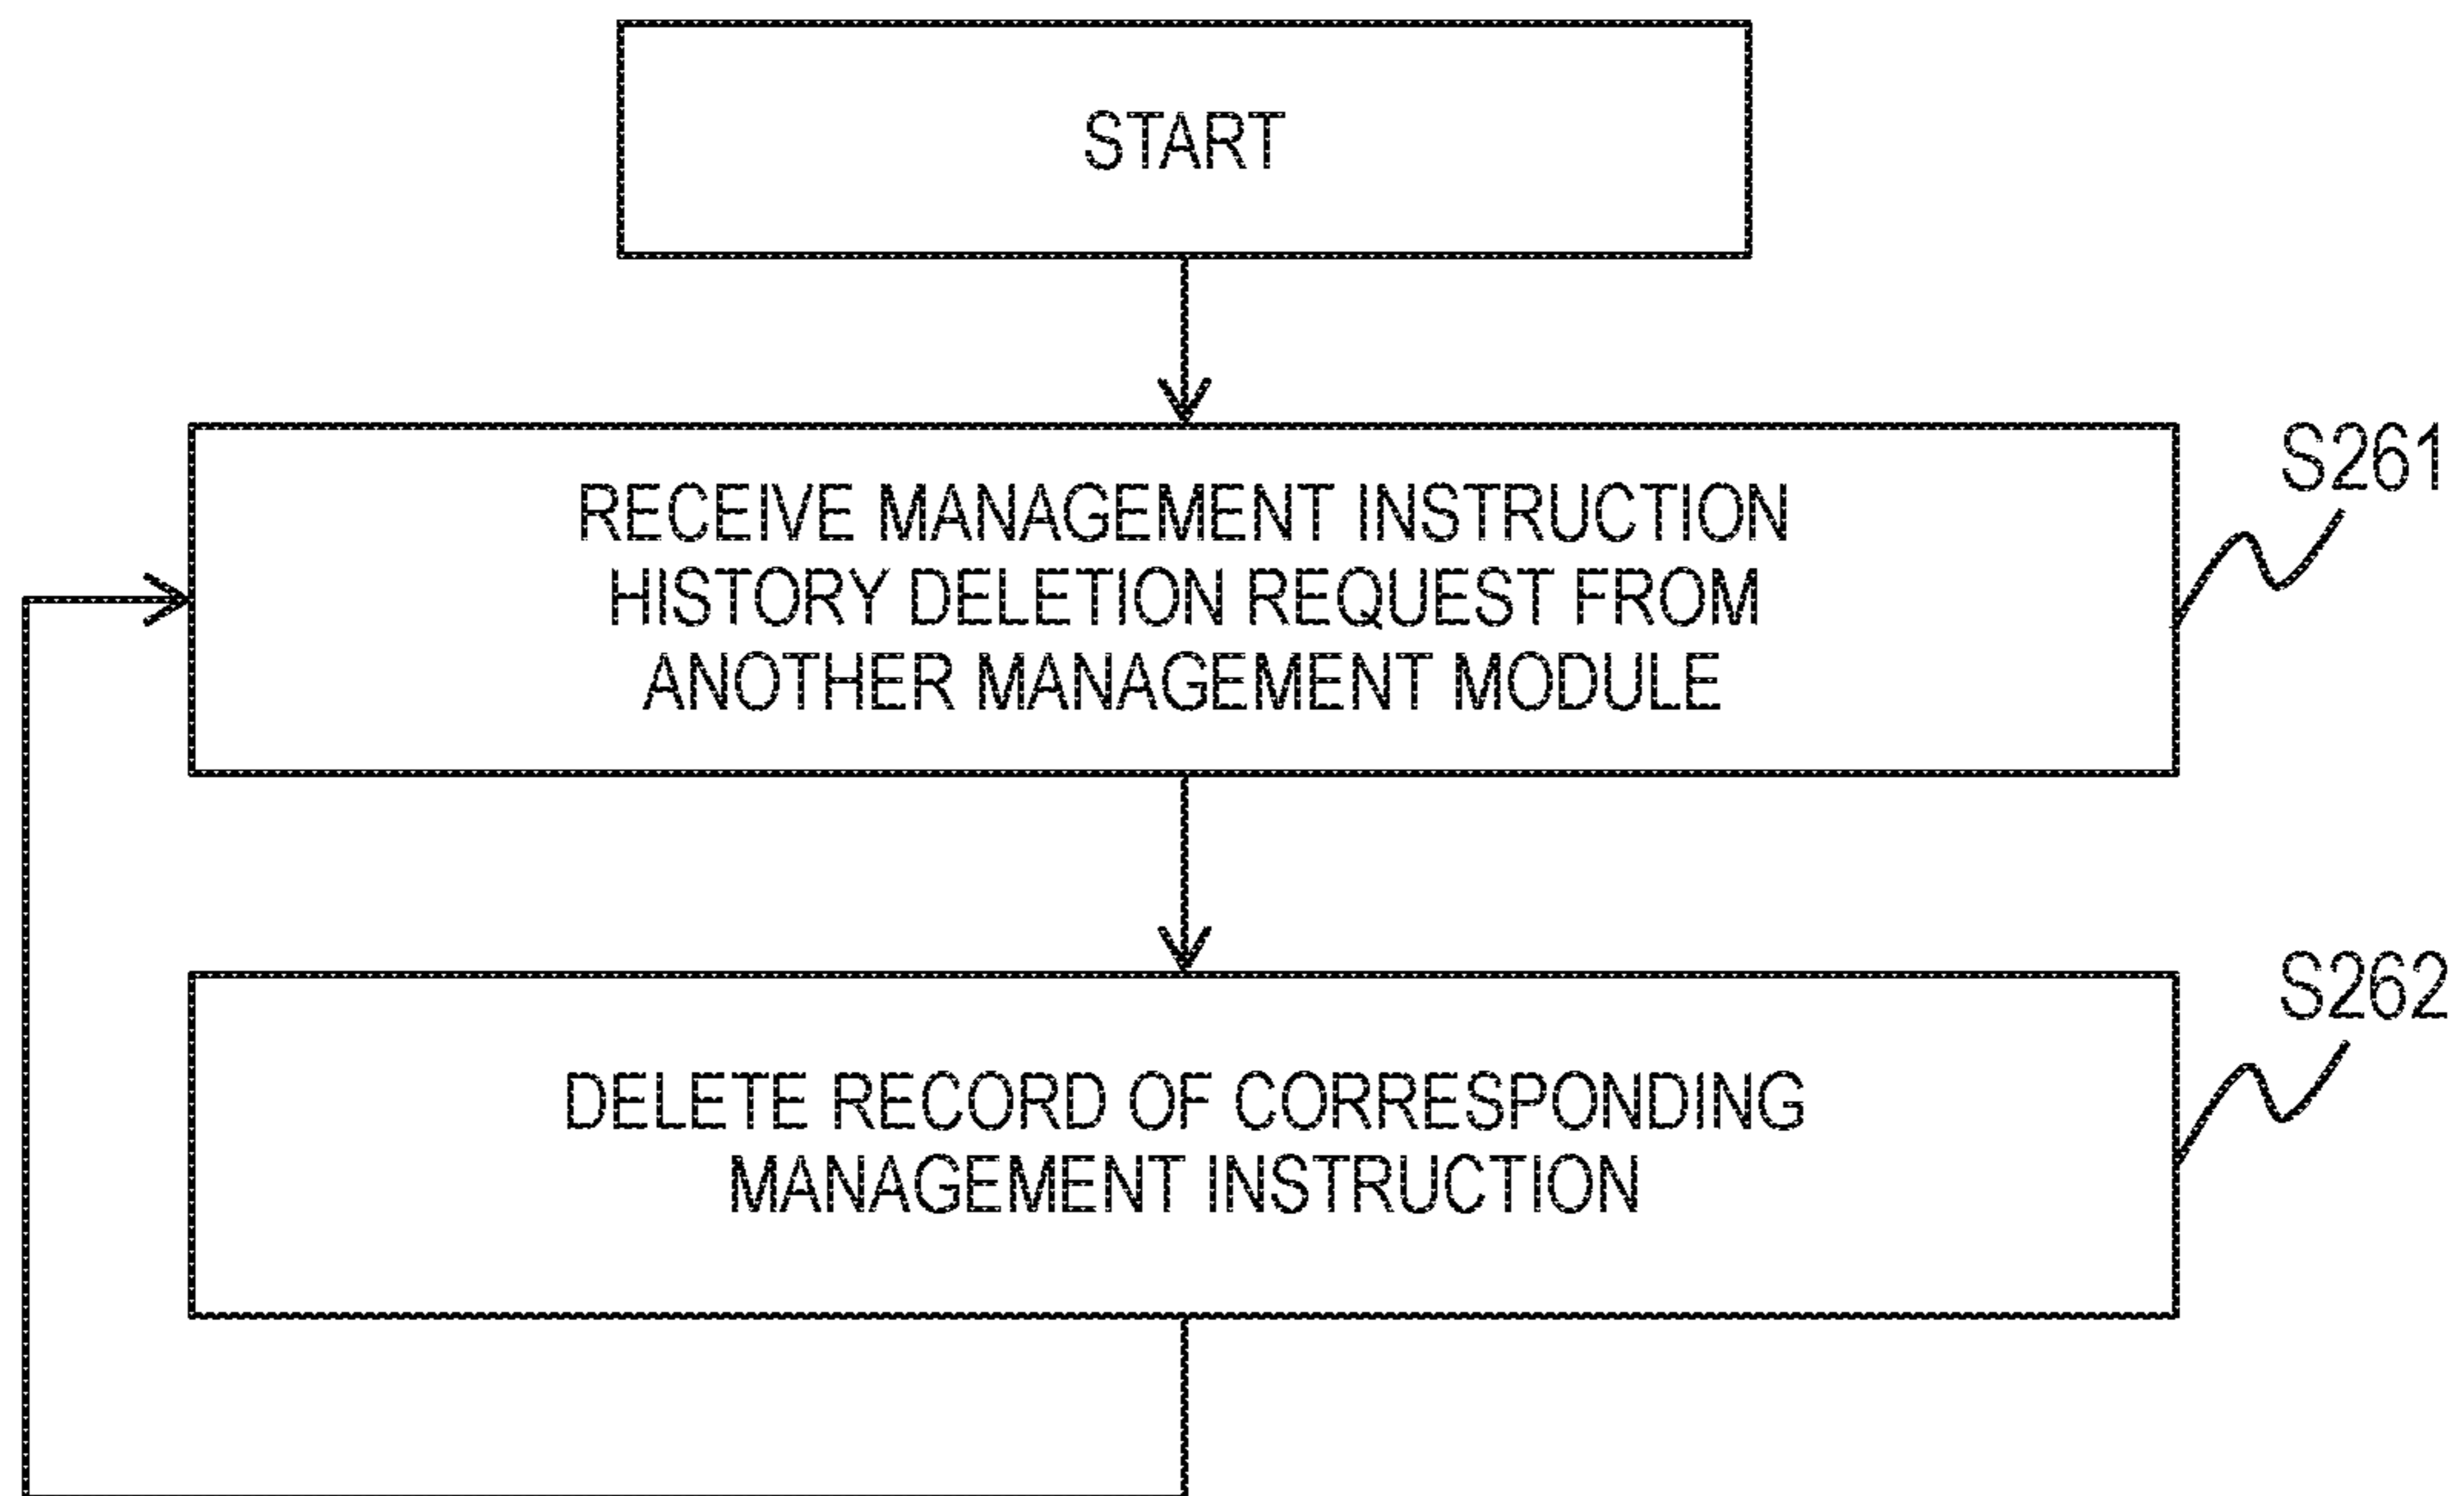 START
RECEIVE MANAGEMENT INSTRUCTION
HISTORY DELETION REQUEST FROM
ANOTHER MANAGEMENT MODULE
S261
DELETE RECORD OF CORRESPONDING
MANAGEMENT INSTRUCTION
S262